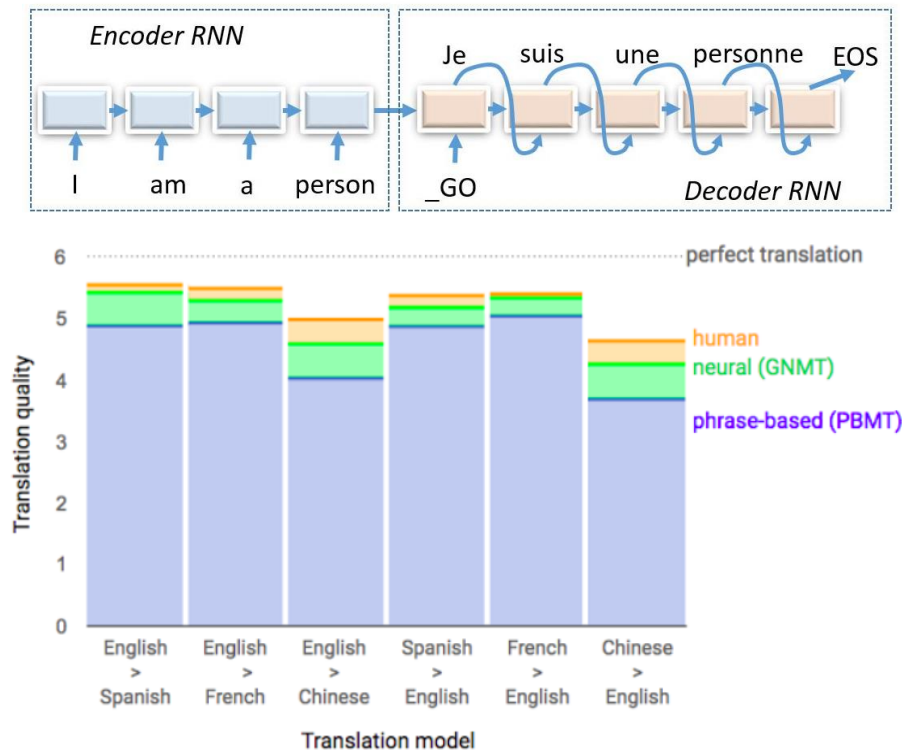 Encoder RNN
Je suis une personne EOS
I am a person _GO
Decoder RNN
6
perfect translation
5
human
neural (GNMT)
4
phrase-based (PBMT)
3
2
1
0
Translation quality
English > Spanish
English > French
English > Chinese
Spanish > English
French > English
Chinese > English
Translation model